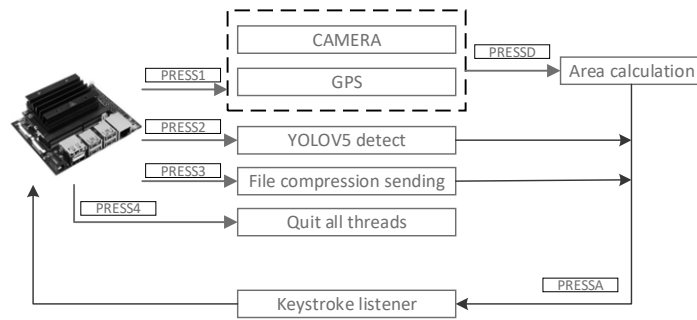 CAMERA
PRESSD
PRESS1
GPS
Area calculation
PRESS2
YOLOV5 detect
PRESS3
File compression sending
PRESS4
Quit all threads
PRESSA
Keystroke listener